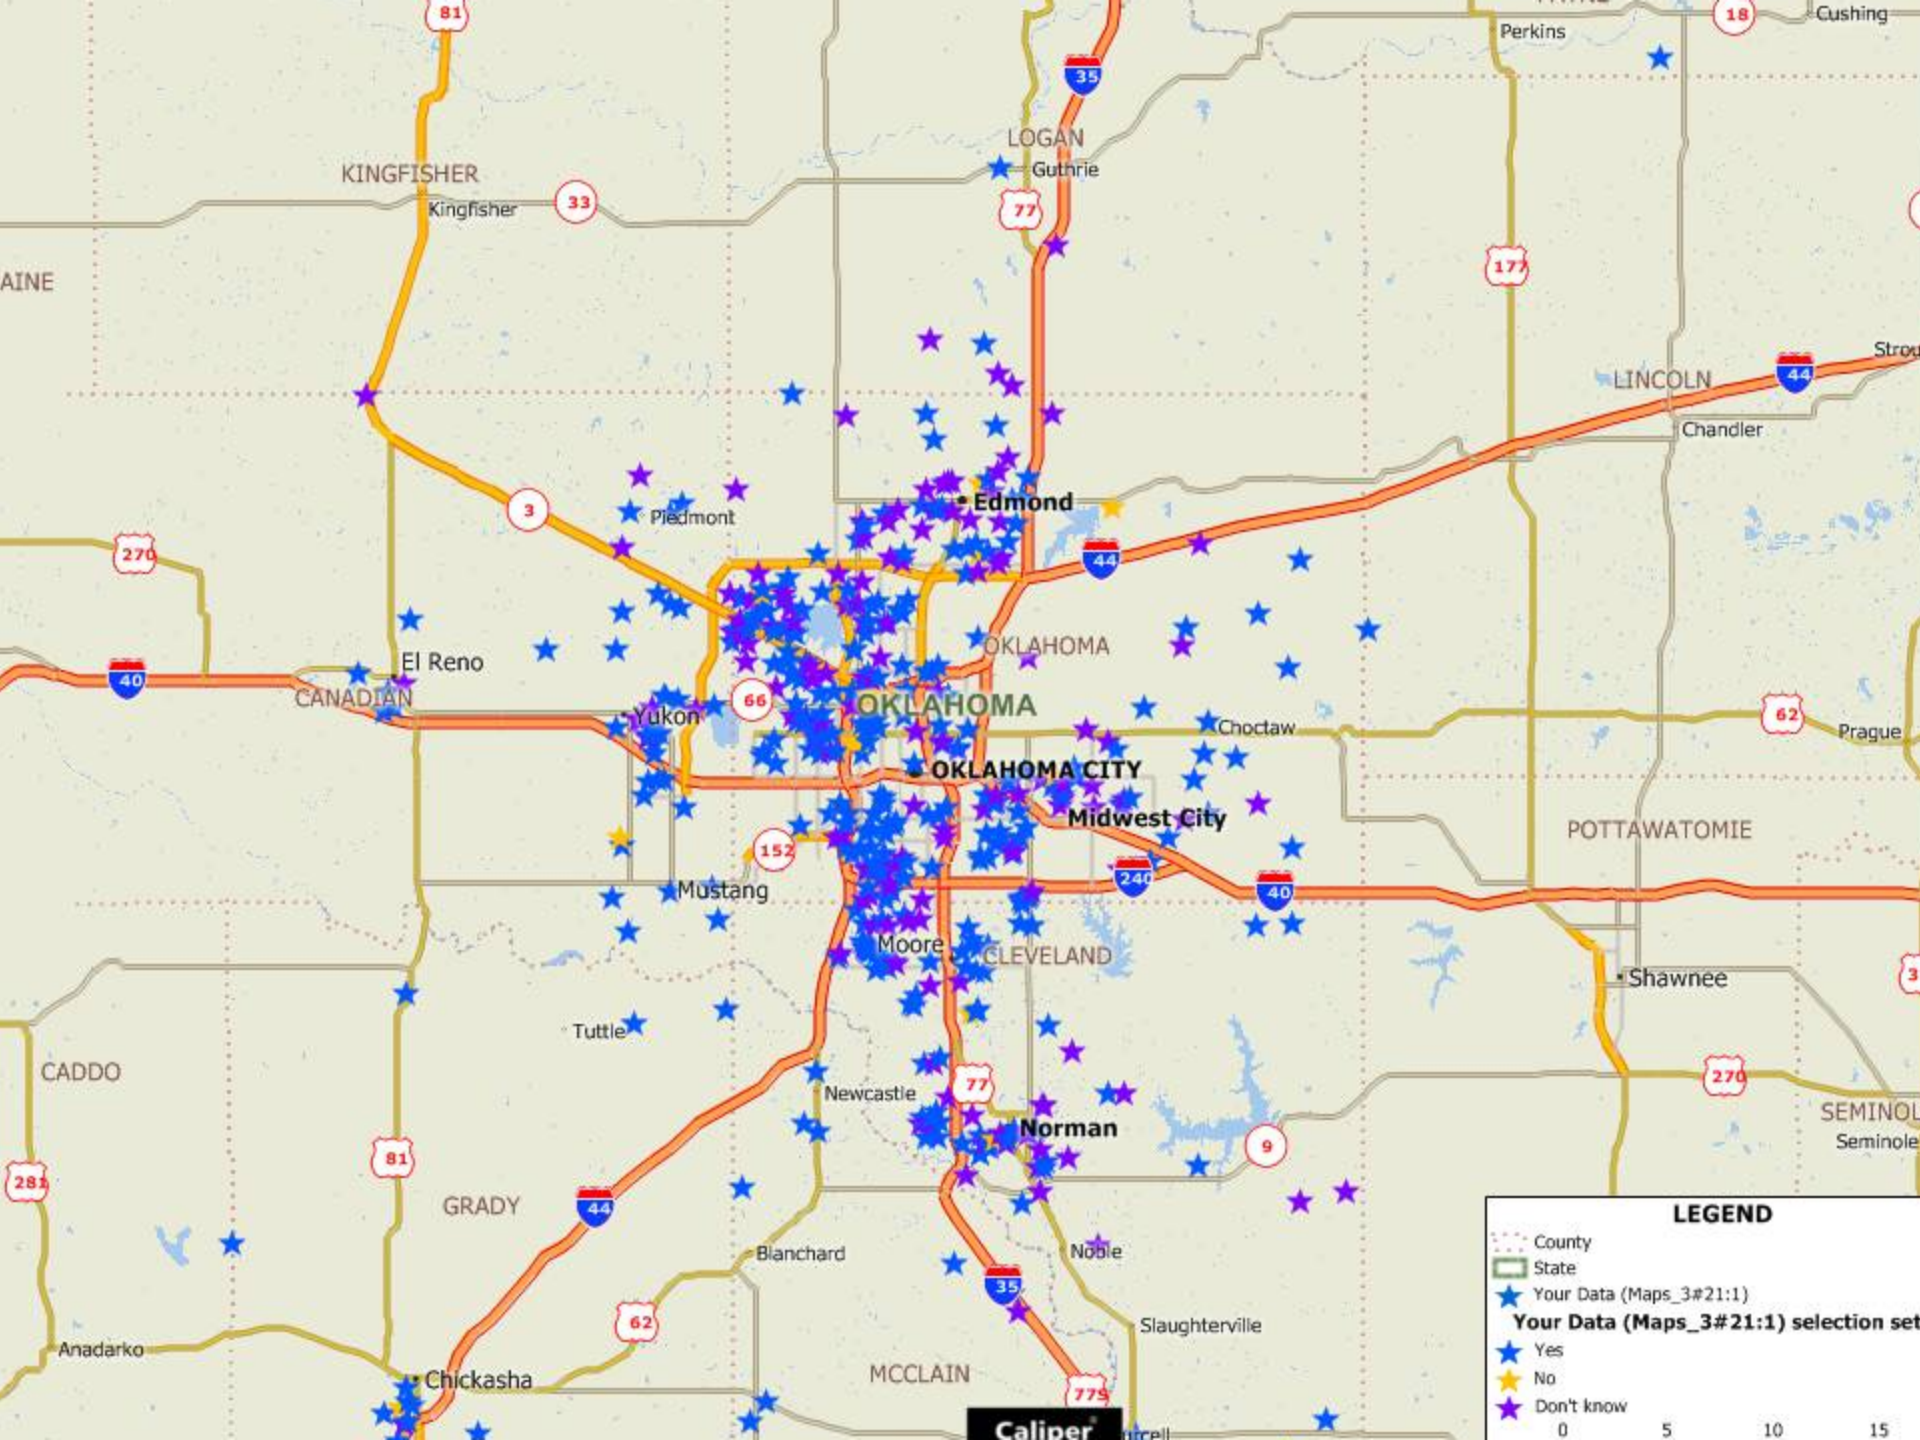 81
18
Cushing
Perkins
35
LOGAN
Guthrie
KINGFISHER
Kingfisher
33
77
AINE
177
Strou
44
LINCOLN
Chandler
Edmond
3
Piedmont
270
44
OKLAHOMA
El Reno
40
CANADIAN
66
OKLAHOMA
Yukon
62
Choctaw
Prague
OKLAHOMA CITY
Midwest City
POTTAWATOMIE
152
240
40
Mustang
Moore
CLEVELAND
Shawnee
3
Tuttle
CADDO
77
270
Newcastle
SEMINOL
Norman
Seminole
9
81
281
GRADY
44
Blanchard
Noble
35
62
Slaughterville
Anadarko
MCCLAIN
Chickasha
77S
Caliper
urcell
LEGEND
County
State
Your Data (Maps_3#21:1)
Your Data (Maps_3#21:1) selection set
Yes
No
Don't know
0 5 10 15